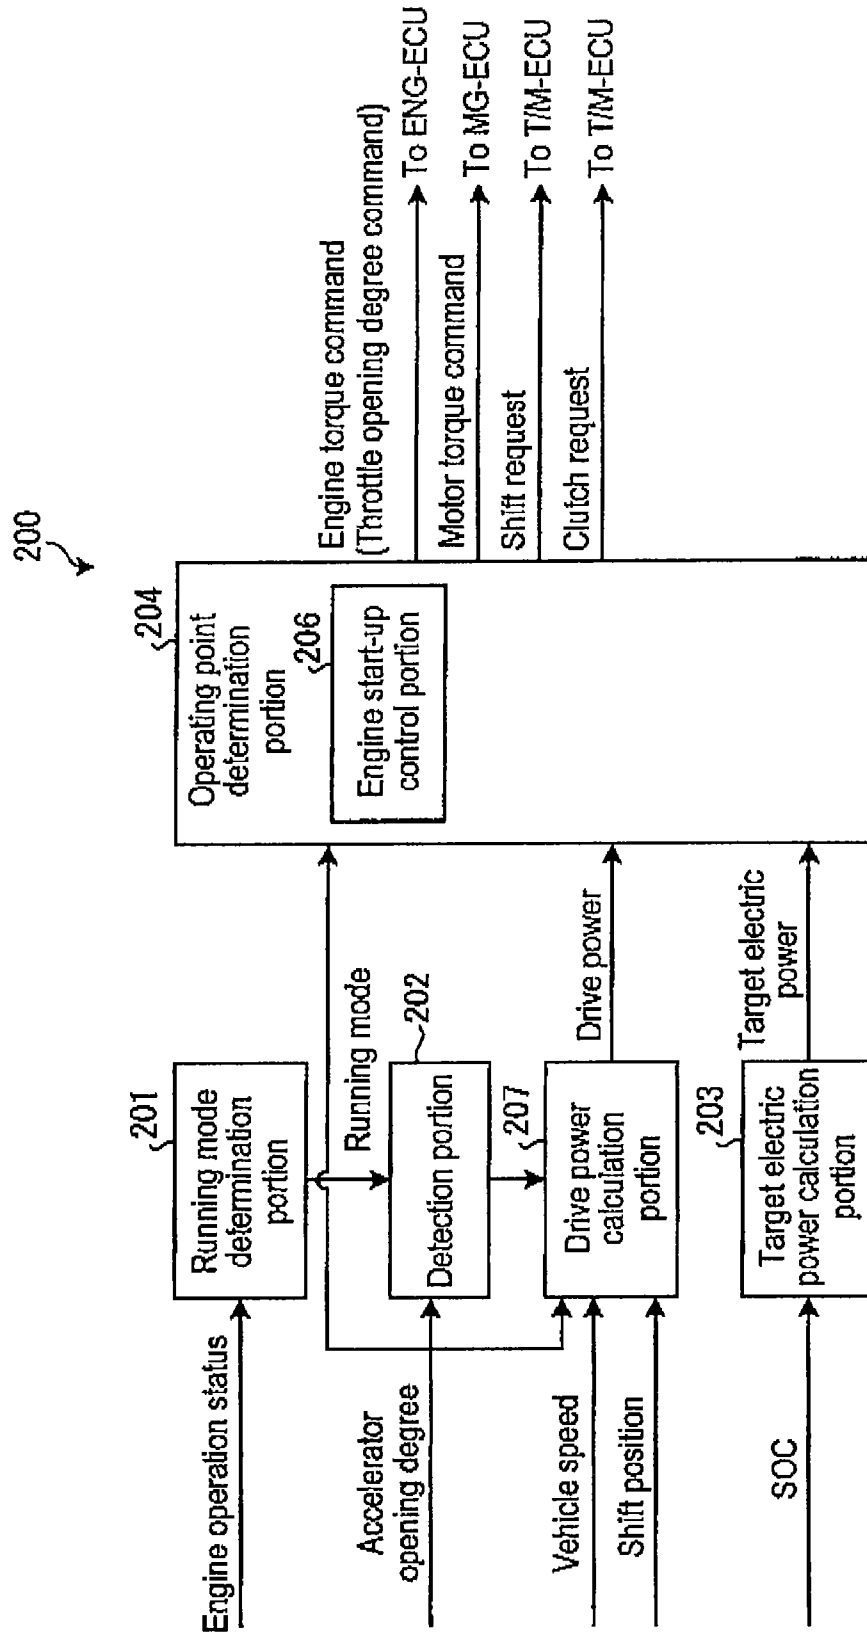 200
204
Operating point
determination
portion
206
Engine start-up
control portion
Engine torque command
(Throttle opening degree command)
To ENG-ECU
Motor torque command
To MG-ECU
Shift request
To T/M-ECU
Clutch request
To T/M-ECU
201
Running mode
determination
portion
Engine operation status
Running mode
202
Detection portion
Accelerator
opening degree
207
Drive power
calculation
portion
Drive power
Vehicle speed
Shift position
203
Target electric
power calculation
portion
Target electric
power
SOC